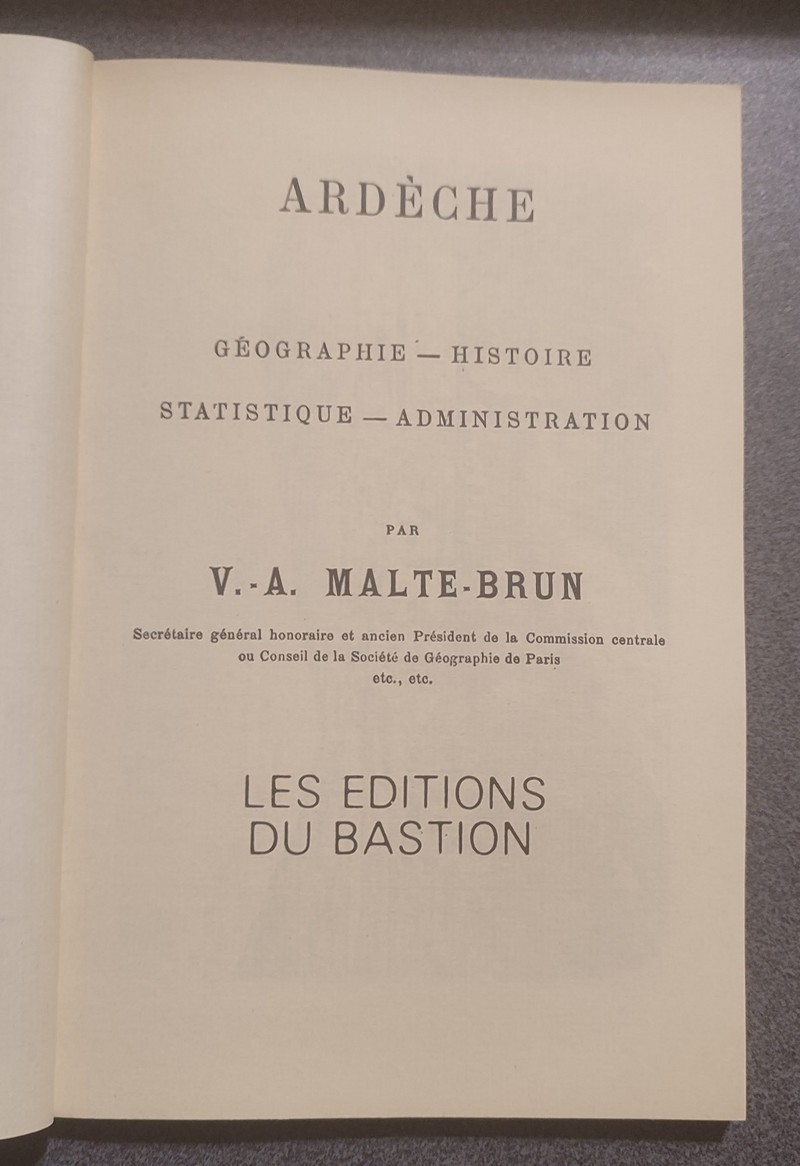 ARDÈCHE
GÉOGRAPHIE — HISTOIRE
STATISTIQUE — ADMINISTRATION
PAR
V.-A. MALTE-BRUN
Secrétaire général honoraire et ancien Président de la Commission centrale
ou Conseil de la Société de Géographie de Paris
etc., etc.
LES EDITIONS
DU BASTION